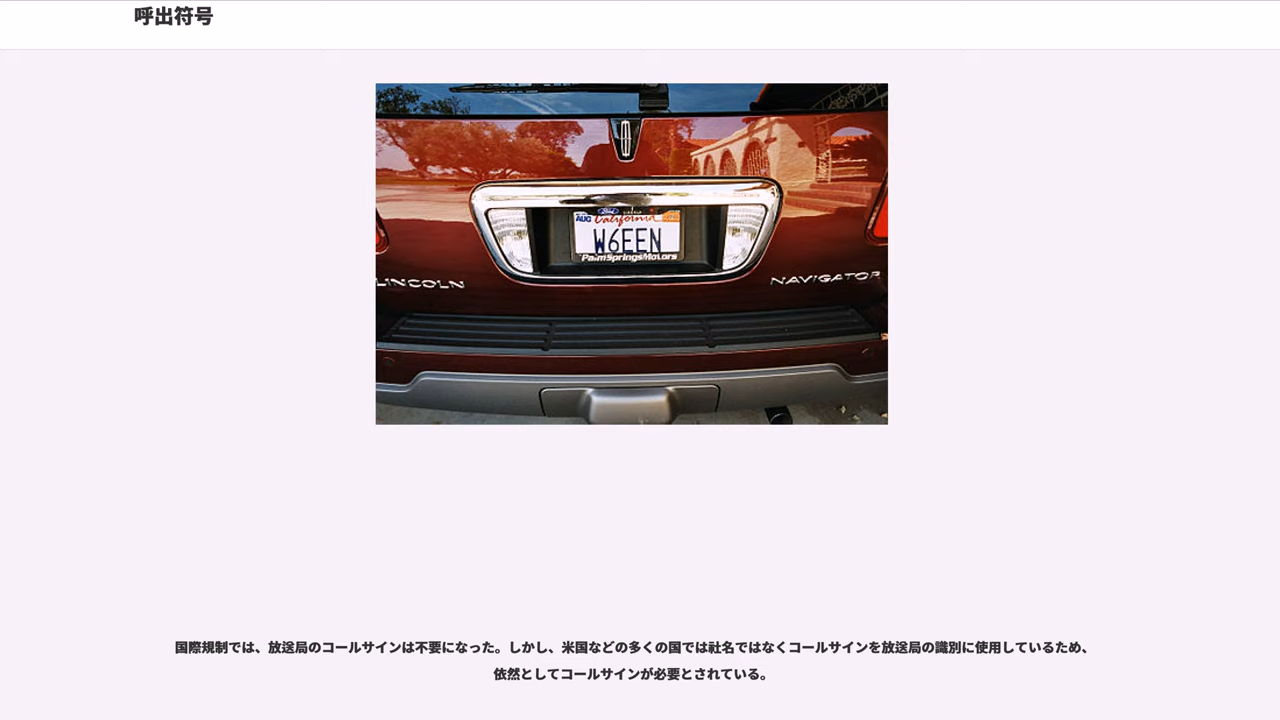 呼出符号
AUG
California
W6EEN
PalmSpringsMotors
LINCOLN
NAVIGATOR
国際規制では、放送局のコールサインは不要になった。しかし、米国などの多くの国では社名ではなくコールサインを放送局の識別に使用しているため、
依然としてコールサインが必要とされている。